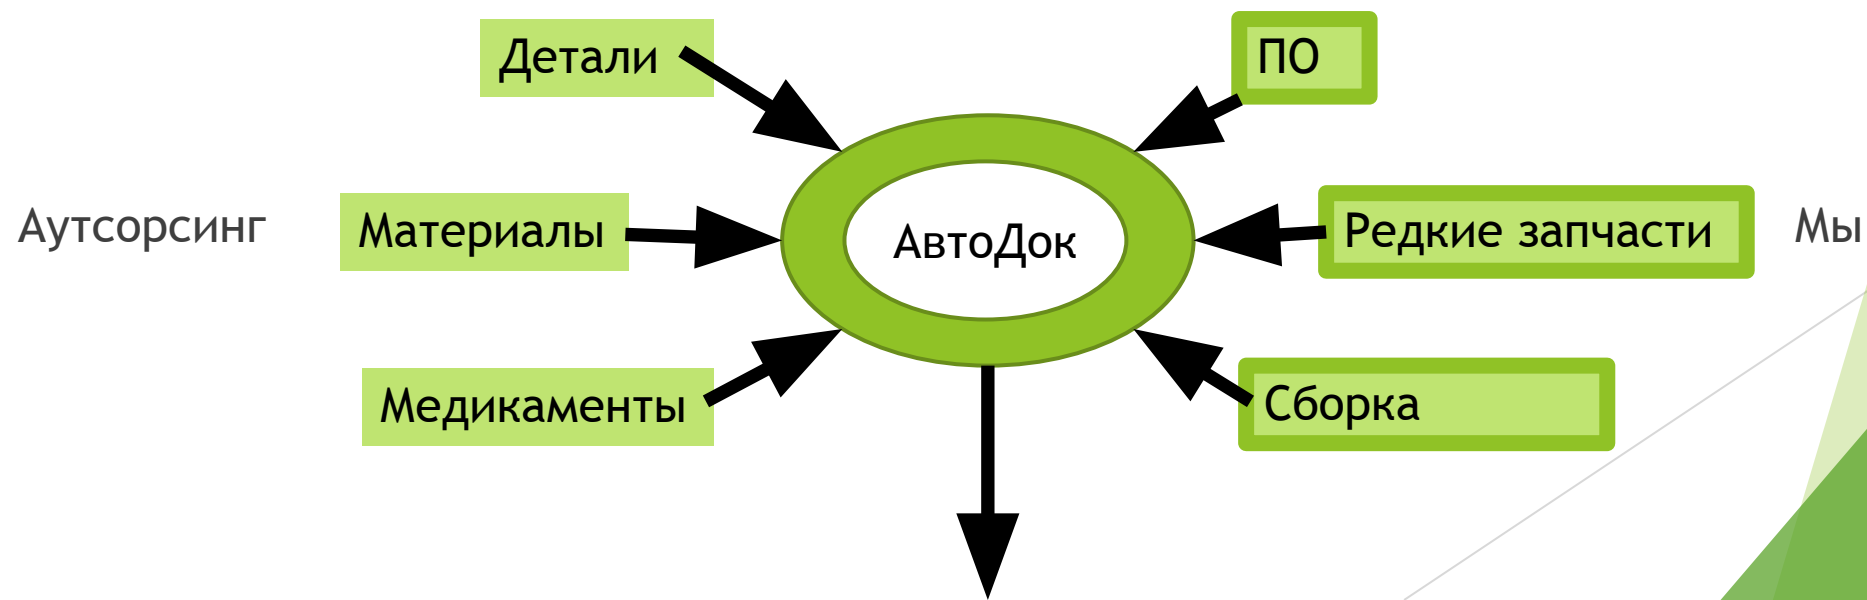 Детали
ПО
Аутсорсинг
Материалы
АвтоДок
Редкие запчасти
Мы
Медикаменты
Сборка